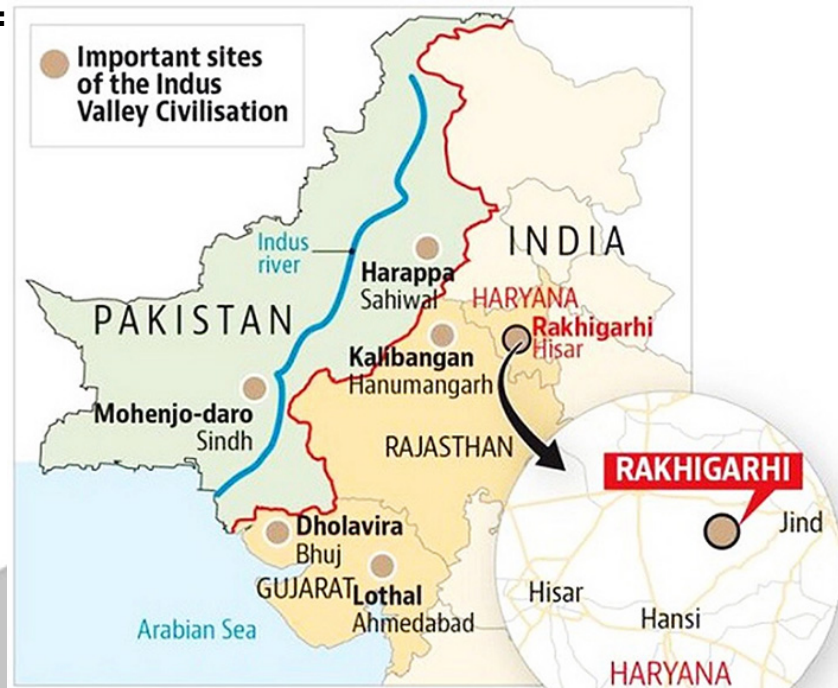 Important sites
of the Indus
Valley Civilisation
INDIA
Indus
river
Harappa
Sahiwal
HARYANA
PAKISTAN
Rakhigarhi
Hisar
Kalibangan
Hanumangarh
Mohenjo-daro
Sindh
RAJASTHAN
RAKHIGARHI
Jind
Dholavira
Bhuj
GUJARAT
Lothal
Ahmedabad
Hisar
Hansi
Arabian Sea
HARYANA